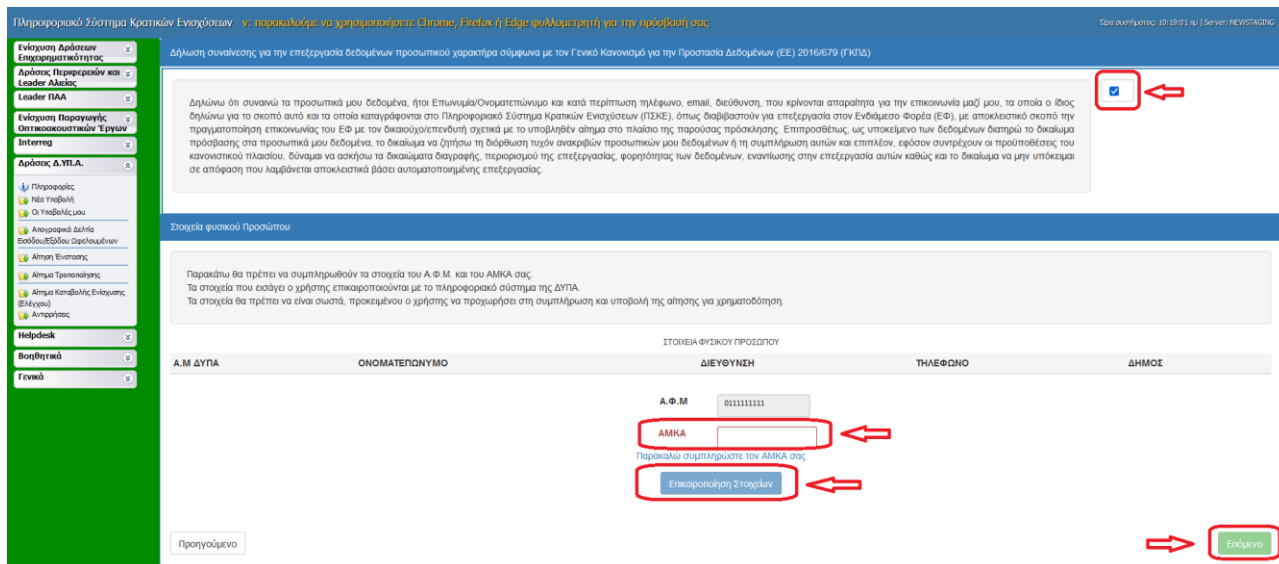 Πληροφοριακό Σύστημα Κρατικών Ενισχύσεων ν: παρακαλούμε να χρησιμοποιήσετε Chrome, Firefox ή Edge φυλλομετρητή για την πρόσβασή σας
Ώρα συστήματος: 10:19:01 πμ | Server: NEWSTAGING
Ενίσχυση Δράσεων
Επιχειρηματικότητας
Δράσεις Περιφερειών και
Leader Αλιείας
Leader ΠΑΑ
Ενίσχυση Παραγωγής
Οπτικοακουστικών Έργων
Interreg
Δράσεις Δ.ΥΠ.Α.
Πληροφορίες
Νέα Υποβολή
Οι Υποβολές μου
Απογραφικά Δελτία
Εισόδου/Εξόδου Ωφελουμένων
Αίτηση Ένστασης
Αίτημα Τροποποίησης
Αίτημα Καταβολής Ενίσχυσης
(Ελέγχου)
Αντιρρήσεις
Helpdesk
Βοηθητικά
Γενικά
Δήλωση συναίνεσης για την επεξεργασία δεδομένων προσωπικού χαρακτήρα σύμφωνα με τον Γενικό Κανονισμό για την Προστασία Δεδομένων (ΕΕ) 2016/679 (ΓΚΠΔ)
Δηλώνω ότι συναινώ τα προσωπικά μου δεδομένα, ήτοι Επωνυμία/Ονοματεπώνυμο και κατά περίπτωση τηλέφωνο, email, διεύθυνση, που κρίνονται απαραίτητα για την επικοινωνία μαζί μου, τα οποία ο ίδιος
δηλώνω για το σκοπό αυτό και τα οποία καταγράφονται στο Πληροφοριακό Σύστημα Κρατικών Ενισχύσεων (ΠΣΚΕ), όπως διαβιβαστούν για επεξεργασία στον Ενδιάμεσο Φορέα (ΕΦ), με αποκλειστικό σκοπό την
πραγματοποίηση επικοινωνίας του ΕΦ με τον δικαιούχο/επενδυτή σχετικά με το υποβληθέν αίτημα στο πλαίσιο της παρούσας πρόσκλησης. Επιπροσθέτως, ως υποκείμενο των δεδομένων διατηρώ το δικαίωμα
πρόσβασης στα προσωπικά μου δεδομένα, το δικαίωμα να ζητήσω τη διόρθωση τυχόν ανακριβών προσωπικών μου δεδομένων ή τη συμπλήρωση αυτών και επιπλέον, εφόσον συντρέχουν οι προϋποθέσεις του
κανονιστικού πλαισίου, δύναμαι να ασκήσω τα δικαιώματα διαγραφής, περιορισμού της επεξεργασίας, φορητότητας των δεδομένων, εναντίωσης στην επεξεργασία αυτών καθώς και το δικαίωμα να μην υπόκειμαι
σε απόφαση που λαμβάνεται αποκλειστικά βάσει αυτοματοποιημένης επεξεργασίας.
Στοιχεία φυσικού Προσώπου
Παρακάτω θα πρέπει να συμπληρωθούν τα στοιχεία του Α.Φ.Μ. και του ΑΜΚΑ σας.
Τα στοιχεία που εισάγει ο χρήστης επικαιροποιούνται με το πληροφοριακό σύστημα της ΔΥΠΑ.
Τα στοιχεία θα πρέπει να είναι σωστά, προκειμένου ο χρήστης να προχωρήσει στη συμπλήρωση και υποβολή της αίτησης για χρηματοδότηση.
ΣΤΟΙΧΕΙΑ ΦΥΣΙΚΟΥ ΠΡΟΣΩΠΟΥ
Α.Μ ΔΥΠΑ ΟΝΟΜΑΤΕΠΩΝΥΜΟ ΔΙΕΥΘΥΝΣΗ ΤΗΛΕΦΩΝΟ ΔΗΜΟΣ
Α.Φ.Μ 0111111111
ΑΜΚΑ
Παρακαλώ συμπληρώστε τον ΑΜΚΑ σας
Επικαιροποίηση Στοιχείων
Προηγούμενο
Επόμενο